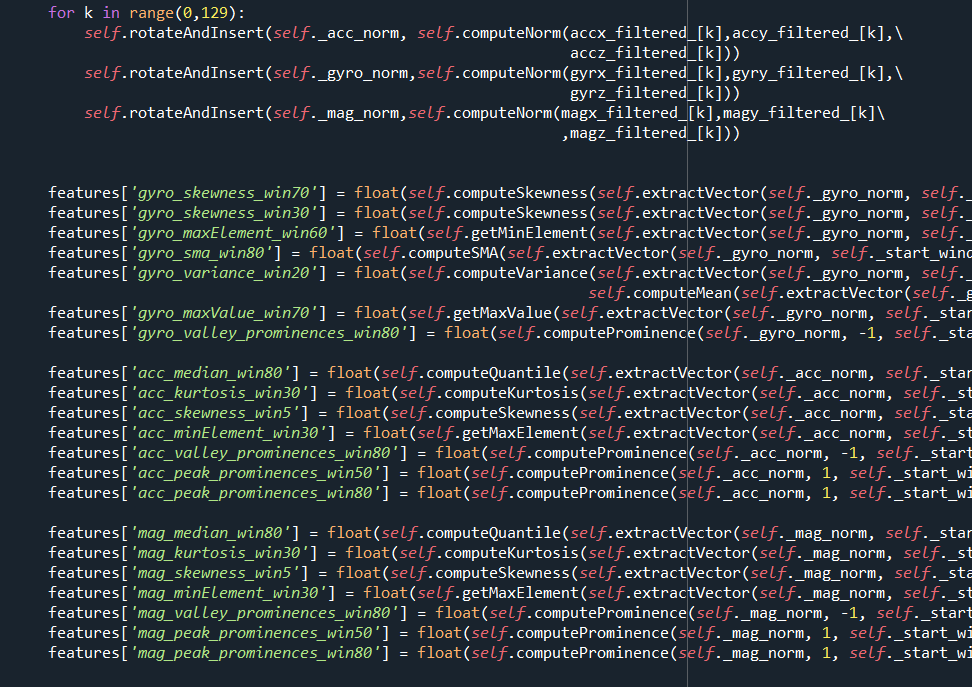 for k in range(0,129):
self.rotateAndInsert(self._acc_norm, self.computeNorm(accx_filtered_[k],accy_filtered_[k],\
accz_filtered_[k]))
self.rotateAndInsert(self._gyro_norm,self.computeNorm(gyrx_filtered_[k],gyry_filtered_[k],\
gyrz_filtered_[k]))
self.rotateAndInsert(self._mag_norm,self.computeNorm(magx_filtered_[k],magy_filtered_[k]\
,magz_filtered_[k]))
features['gyro_skewness_win70'] = float(self.computeSkewness(self.extractVector(self._gyro_norm, self._
features['gyro_skewness_win30'] = float(self.computeSkewness(self.extractVector(self._gyro_norm, self._
features['gyro_maxElement_win60'] = float(self.getMinElement(self.extractVector(self._gyro_norm, self._
features['gyro_sma_win80'] = float(self.computeSMA(self.extractVector(self._gyro_norm, self._start_wind
features['gyro_variance_win20'] = float(self.computeVariance(self.extractVector(self._gyro_norm, self._
self.computeMean(self.extractVector(self._g
features['gyro_maxValue_win70'] = float(self.getMaxValue(self.extractVector(self._gyro_norm, self._star
features['gyro_valley_prominences_win80'] = float(self.computeProminence(self._gyro_norm, -1, self._sta
features['acc_median_win80'] = float(self.computeQuantile(self.extractVector(self._acc_norm, self._star
features['acc_kurtosis_win30'] = float(self.computeKurtosis(self.extractVector(self._acc_norm, self._st
features['acc_skewness_win5'] = float(self.computeSkewness(self.extractVector(self._acc_norm, self._sta
features['acc_minElement_win30'] = float(self.getMaxElement(self.extractVector(self._acc_norm, self._st
features['acc_valley_prominences_win80'] = float(self.computeProminence(self._acc_norm, -1, self._start
features['acc_peak_prominences_win50'] = float(self.computeProminence(self._acc_norm, 1, self._start_wi
features['acc_peak_prominences_win80'] = float(self.computeProminence(self._acc_norm, 1, self._start_wi
features['mag_median_win80'] = float(self.computeQuantile(self.extractVector(self._mag_norm, self._star
features['mag_kurtosis_win30'] = float(self.computeKurtosis(self.extractVector(self._mag_norm, self._st
features['mag_skewness_win5'] = float(self.computeSkewness(self.extractVector(self._mag_norm, self._sta
features['mag_minElement_win30'] = float(self.getMaxElement(self.extractVector(self._mag_norm, self._st
features['mag_valley_prominences_win80'] = float(self.computeProminence(self._mag_norm, -1, self._start
features['mag_peak_prominences_win50'] = float(self.computeProminence(self._mag_norm, 1, self._start_wi
features['mag_peak_prominences_win80'] = float(self.computeProminence(self._mag_norm, 1, self._start_wi